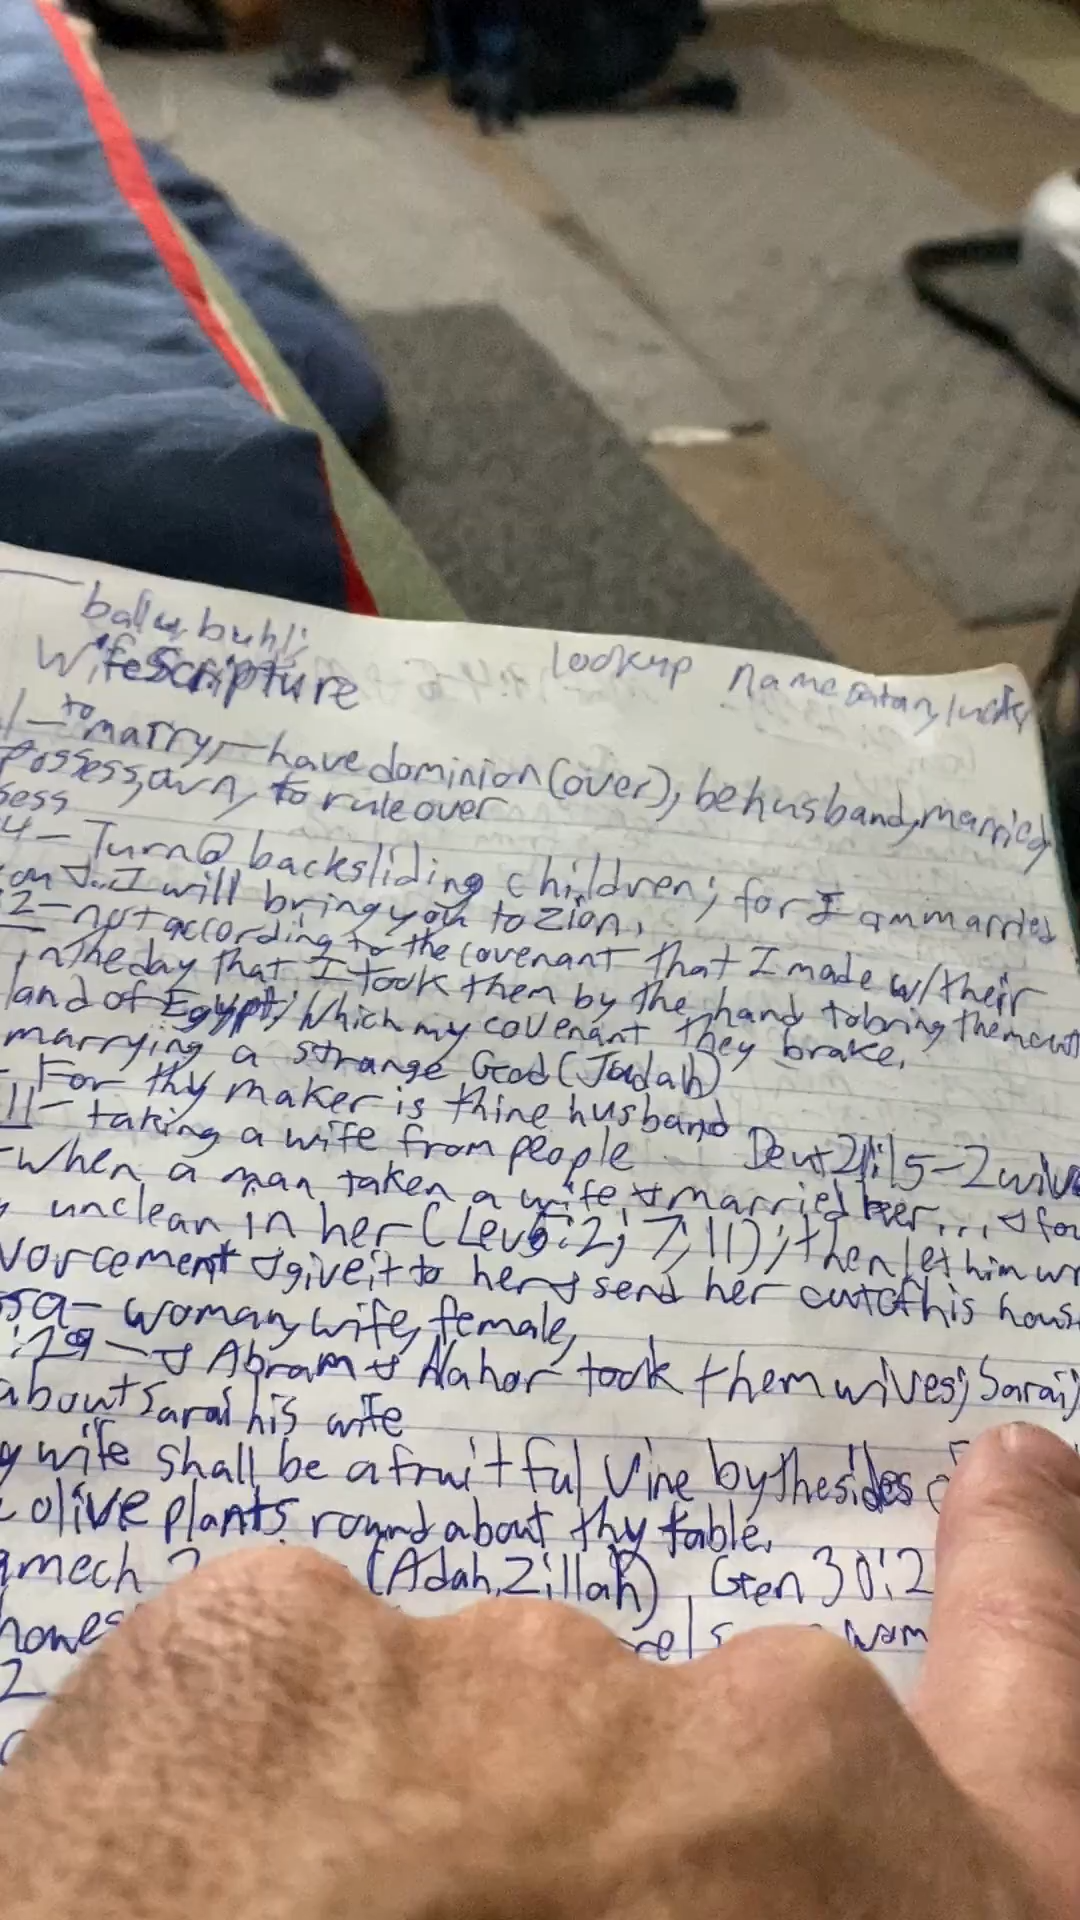 Wife Scripture
Lookup name satan,
to marry, have dominion (over), be husband, married,
possess, own, to rule over
sess
4 - Turn @ backsliding children; for I am married
I will bring you to Zion,
2 - not according to the covenant that I made w/ their
in the day that I took them by the hand to bring them out
land of Egypt; Which my covenant they brake,
marrying a strange God (Judah)
- For thy maker is thine husband
11 - taking a wife from people Deut 21:15 - 2 wive
- When a man taken a wife & married her...,
unclean in her (Lev 5:2; 7, 11); then let him wr
vorcement & give it to her & send her out of his hous
woman, wife, female,
:29 - Abram & Nahor took them wives; Sarai;
about Sarai his wife
y wife shall be a fruitful vine by the sides
olive plants round about thy table.
amech 2 (Adah, Zillah), Gen 30:2
2